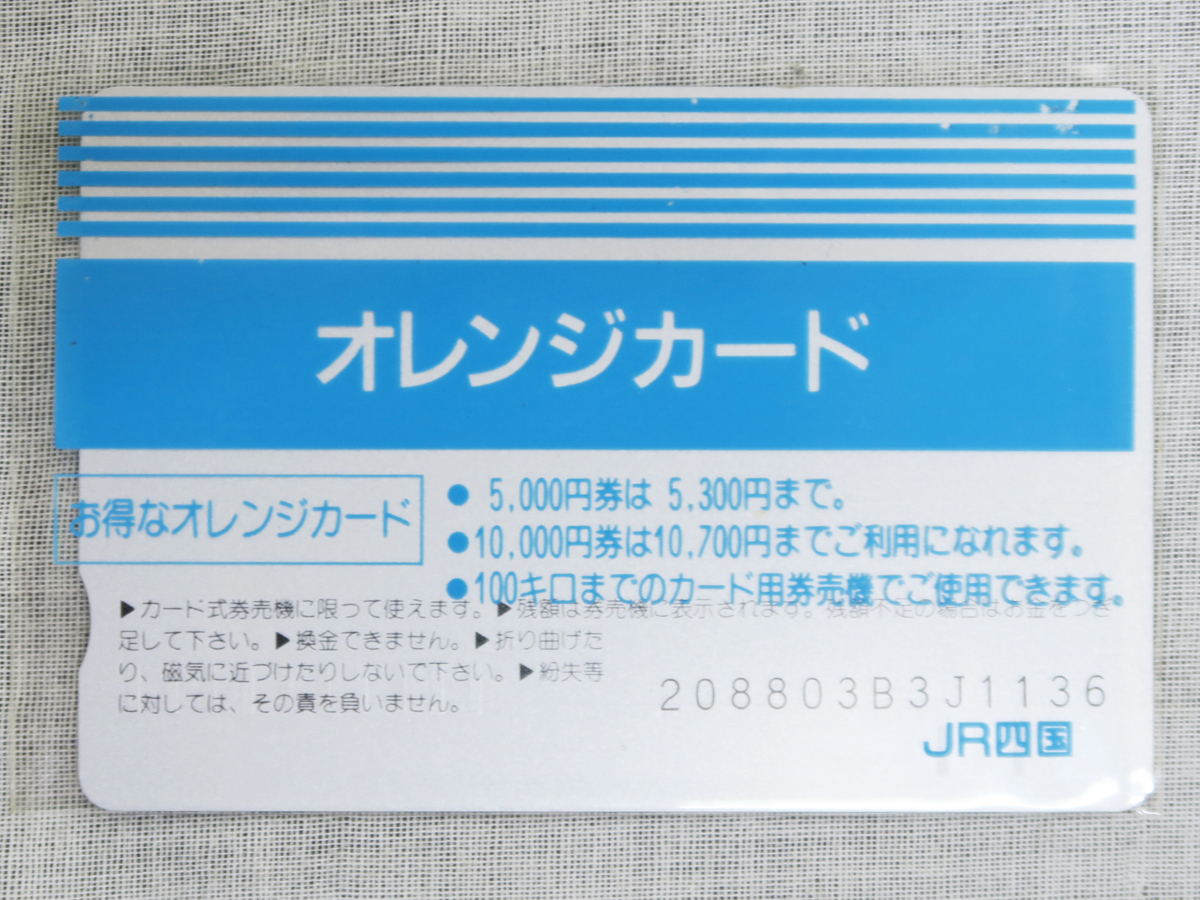 オレンジカード
お得なオレンジカード
● 5,000円券は 5,300円まで。
●10,000円券は10,700円までご利用になれます。
●100キロまでのカード用券売機でご使用できます。
▶カード式券売機に限って使えます。▶残額は券売機に表示されます。残額不足の場合はお金をつぎ
足して下さい。▶換金できません。▶折り曲げた
り、磁気に近づけたりしないで下さい。▶紛失等
に対しては、その責を負いません。
208803B3J1136
JR四国